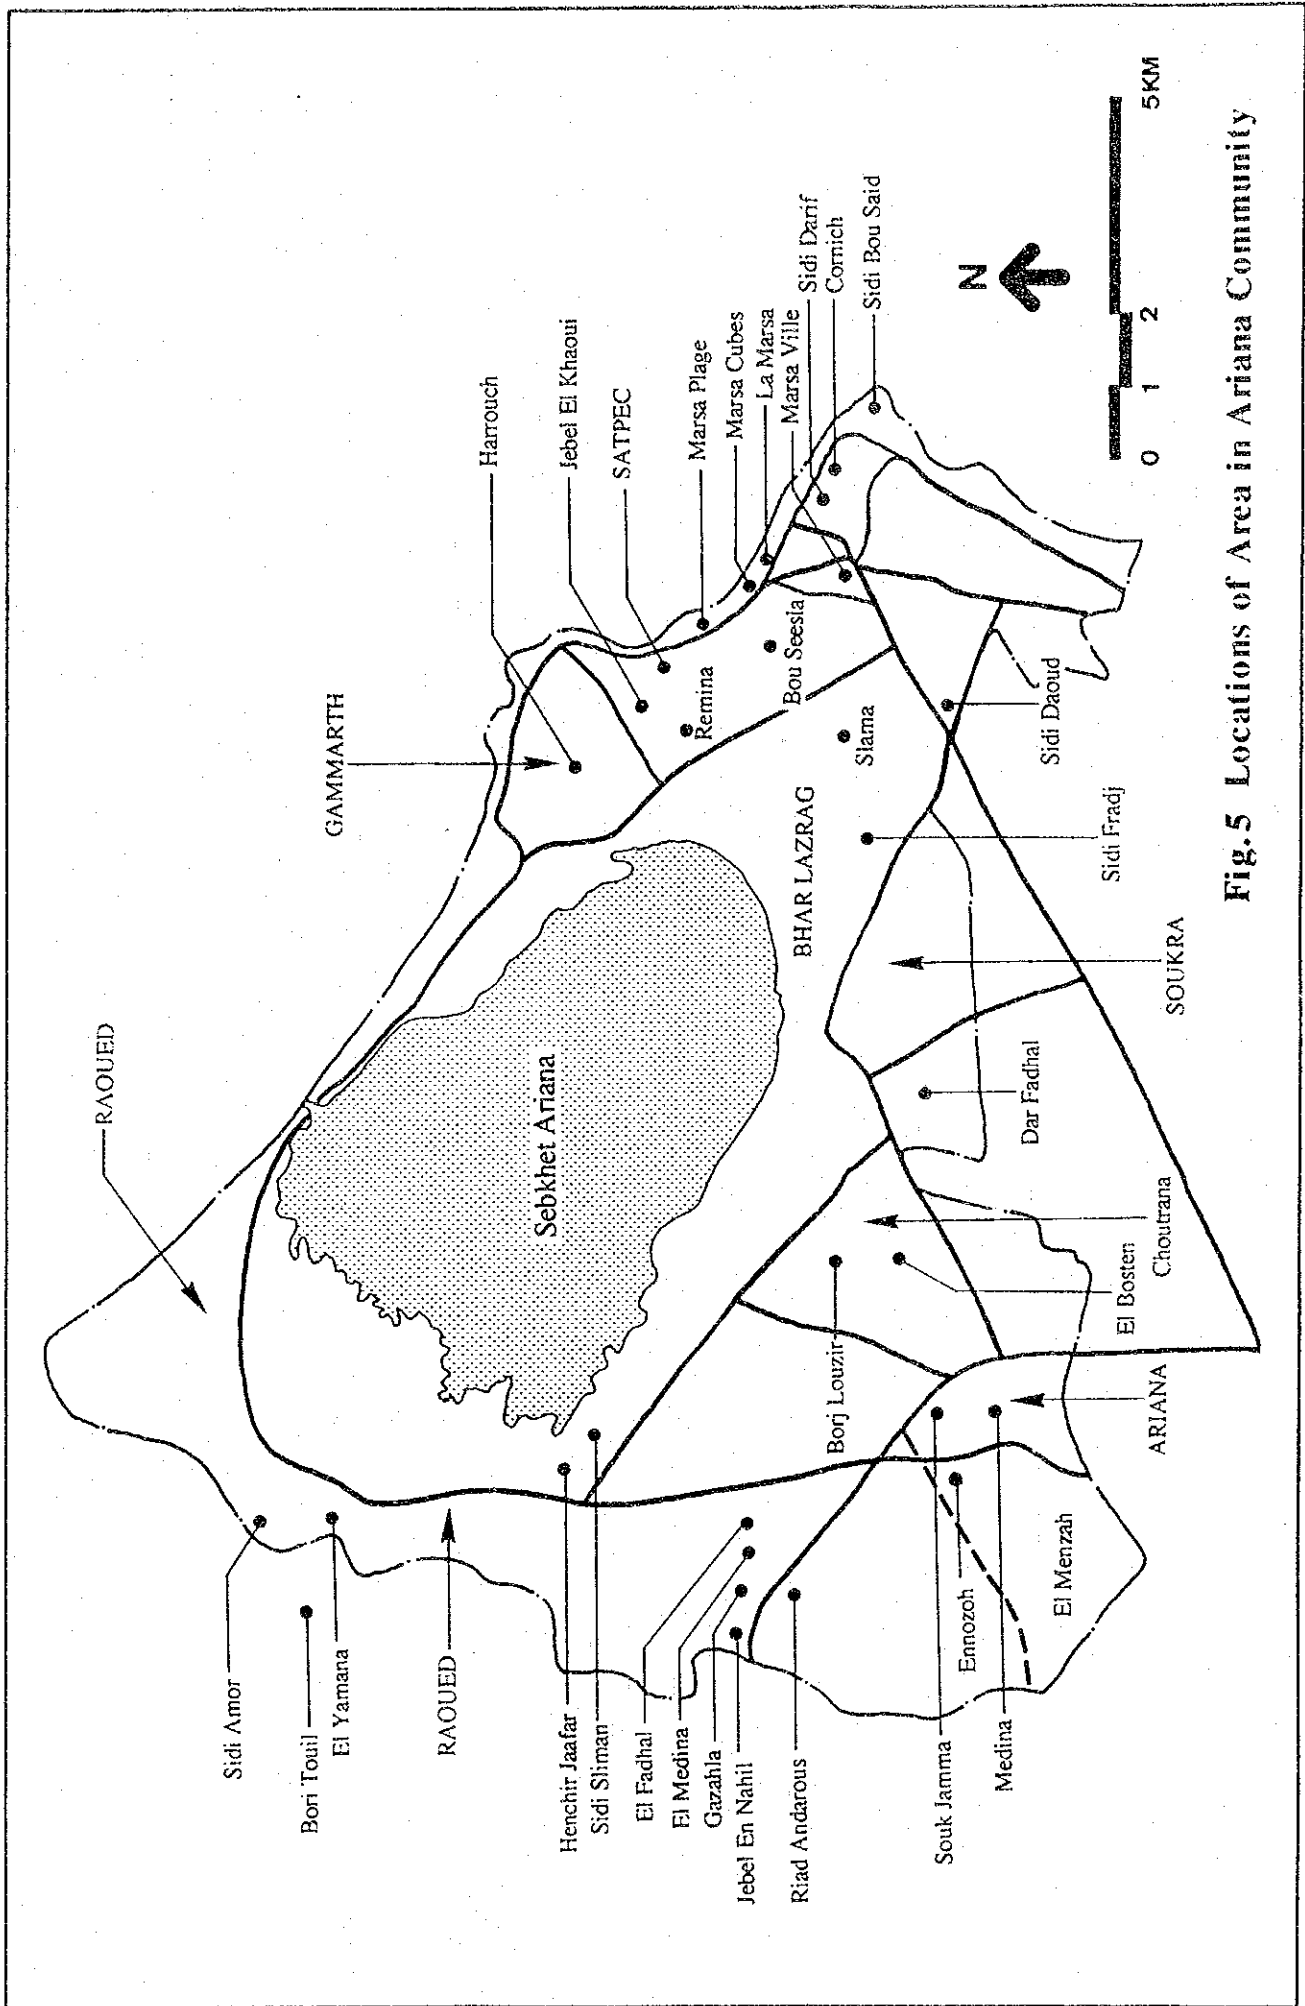 RAOUED
GAMMARTH
Harrouch
Jebel El Khaoui
SATPEC
Marsa Plage
Marsa Cubes
La Marsa
Marsa Ville
Sidi Darif
Cornich
Sidi Bou Said
Sidi Amor
Bori Touil
El Yamana
RAOUED
Henchir Jaafar
Sidi Sliman
El Fadhal
El Medina
Gazahla
Jebel En Nahil
Riad Andarous
Souk Jamma
Medina
Sebkhet Ariana
Remina
Bou Seesia
Slama
BHAR LAZRAG
Sidi Daoud
Sidi Fradj
SOUKRA
Dar Fadhal
Choutrana
El Bosten
Borj Louzir
ARIANA
Ennozoh
El Menzah
N
0 1 2 5KM
Fig.5 Locations of Area in Ariana Community